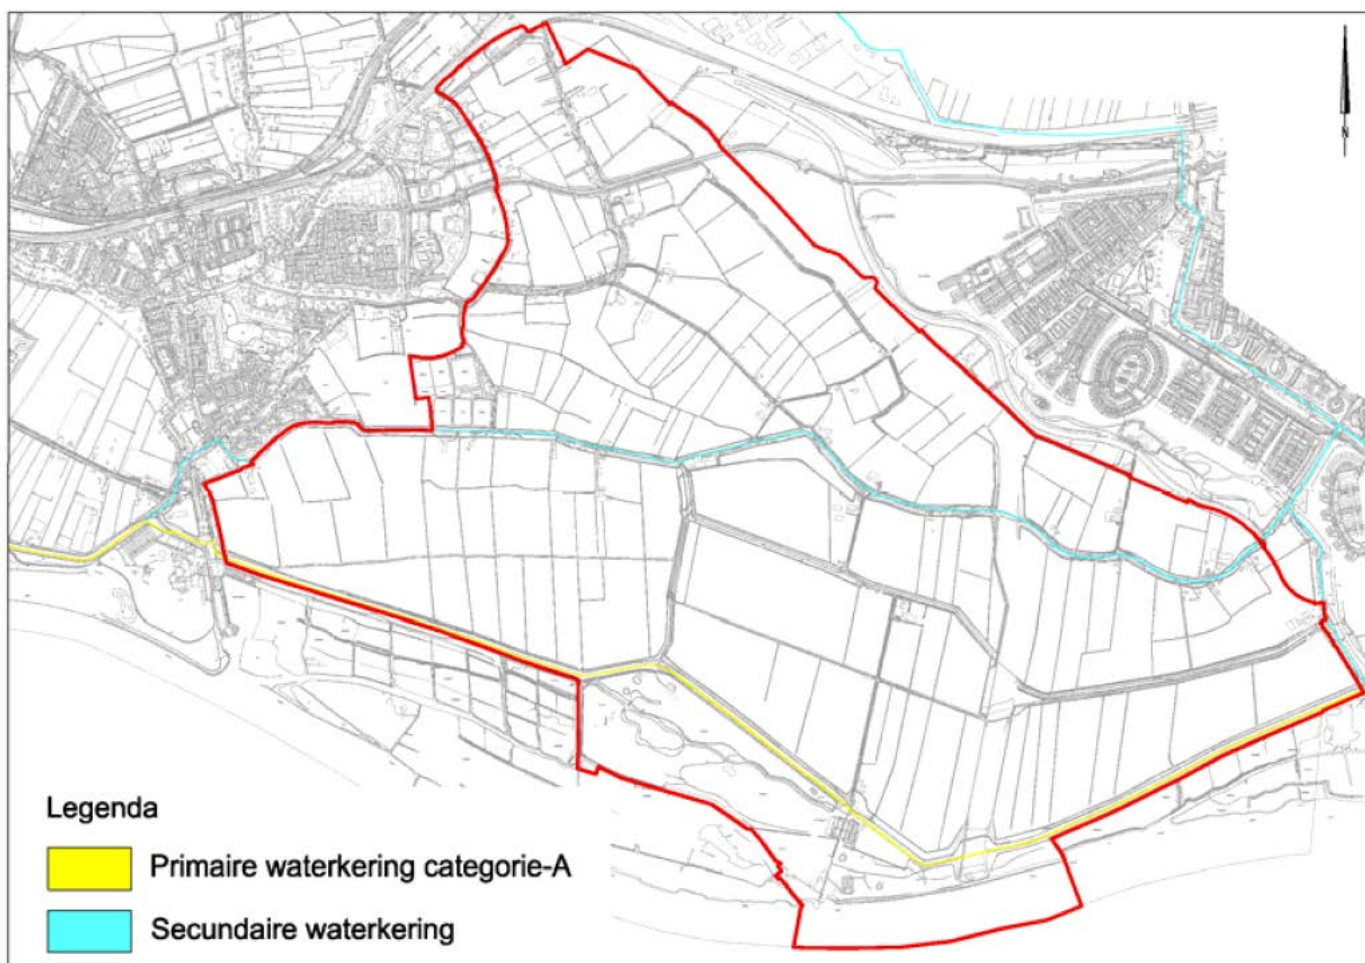 N
Legenda
Primaire waterkering categorie-A
Secundaire waterkering